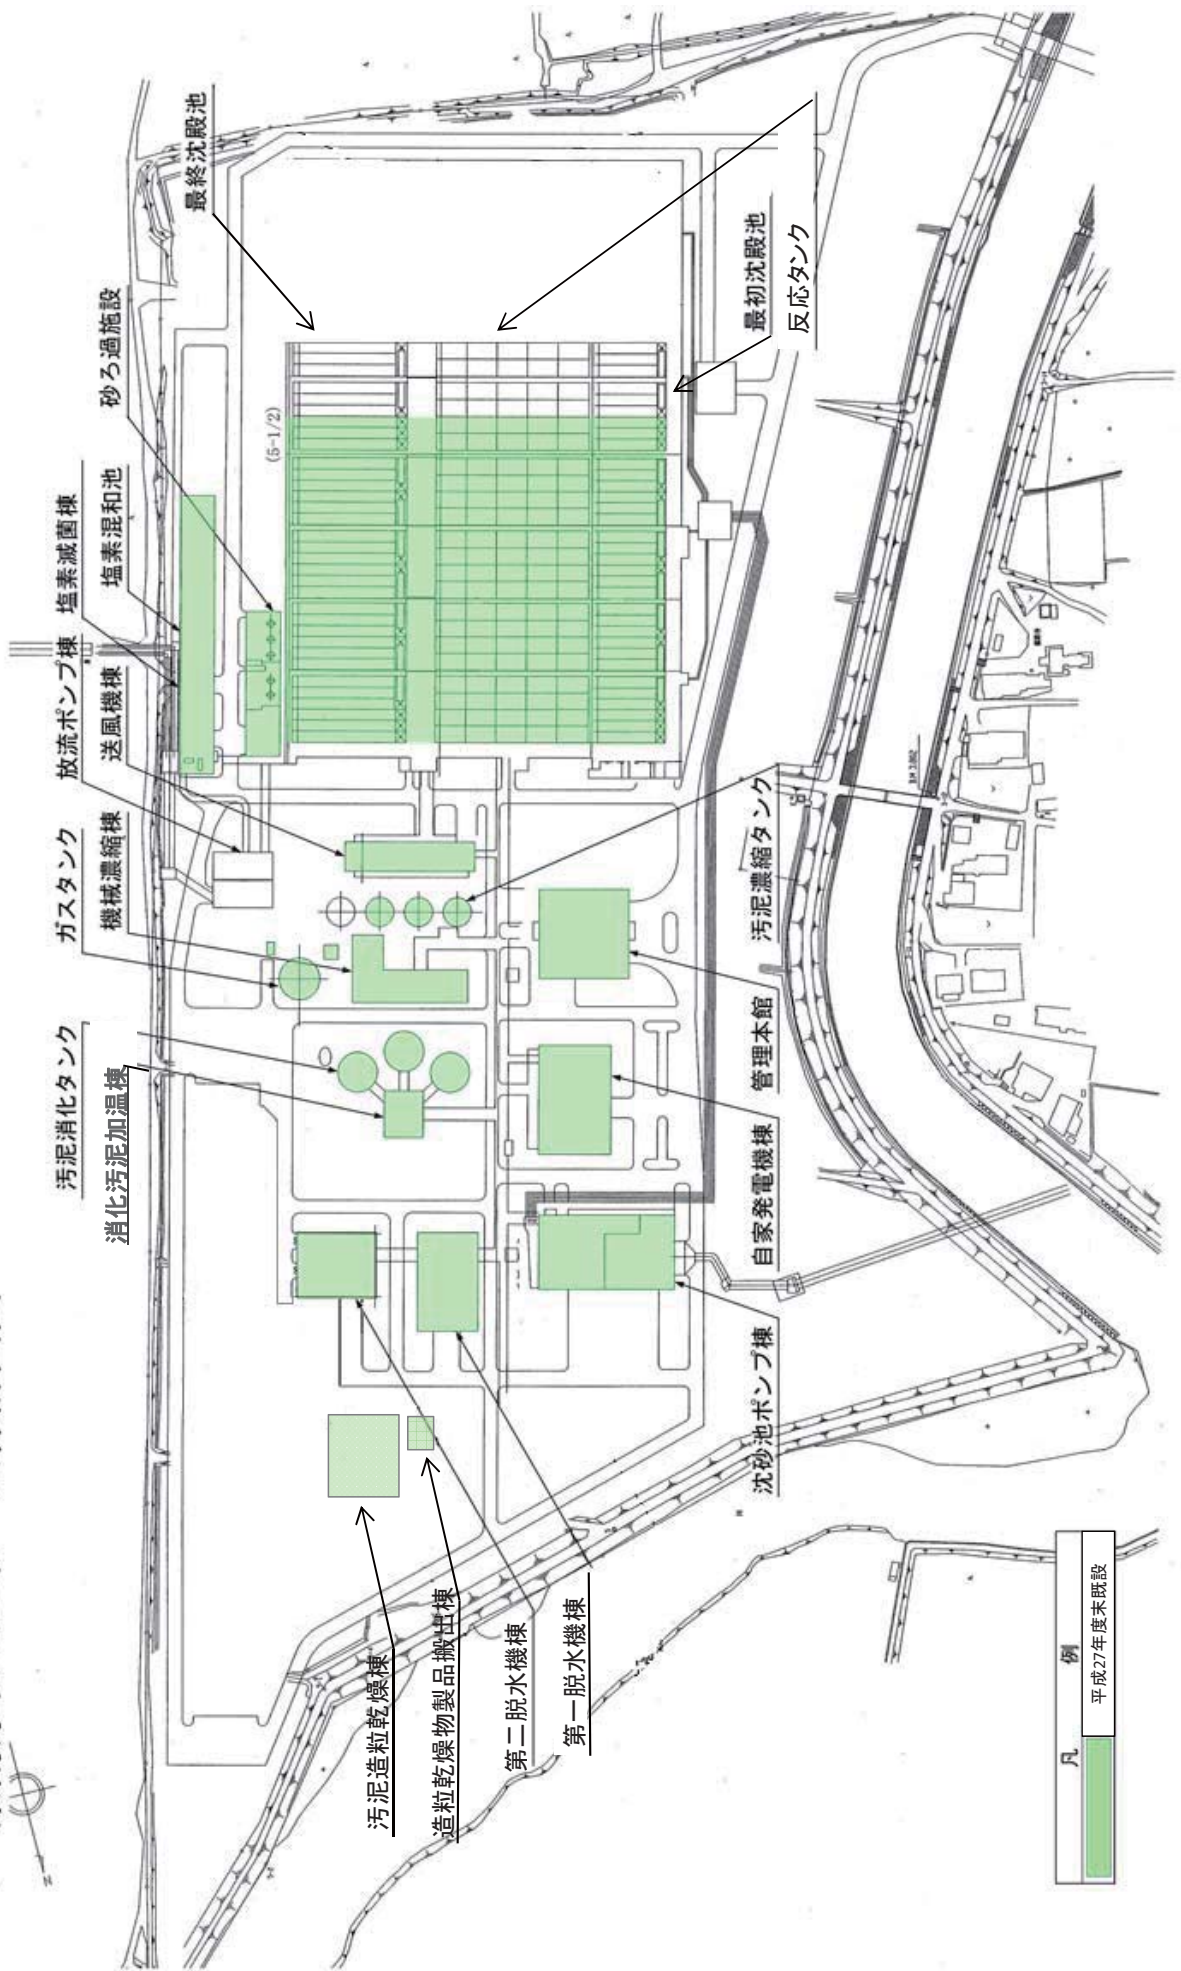 最終沈殿池
砂ろ過施設
(5-1/2)
塩素混和池
塩素滅菌棟
放流ポンプ棟
送風機棟
ガスタンク
機械濃縮棟
汚泥消化タンク
消化汚泥加温棟
最初沈殿池
反応タンク
汚泥濃縮タンク
管理本館
自家発電機棟
沈砂池ポンプ棟
汚泥造粒乾燥棟
造粒乾燥物製品搬出棟
第二脱水機棟
第一脱水機棟
凡 例
平成27年度末既設